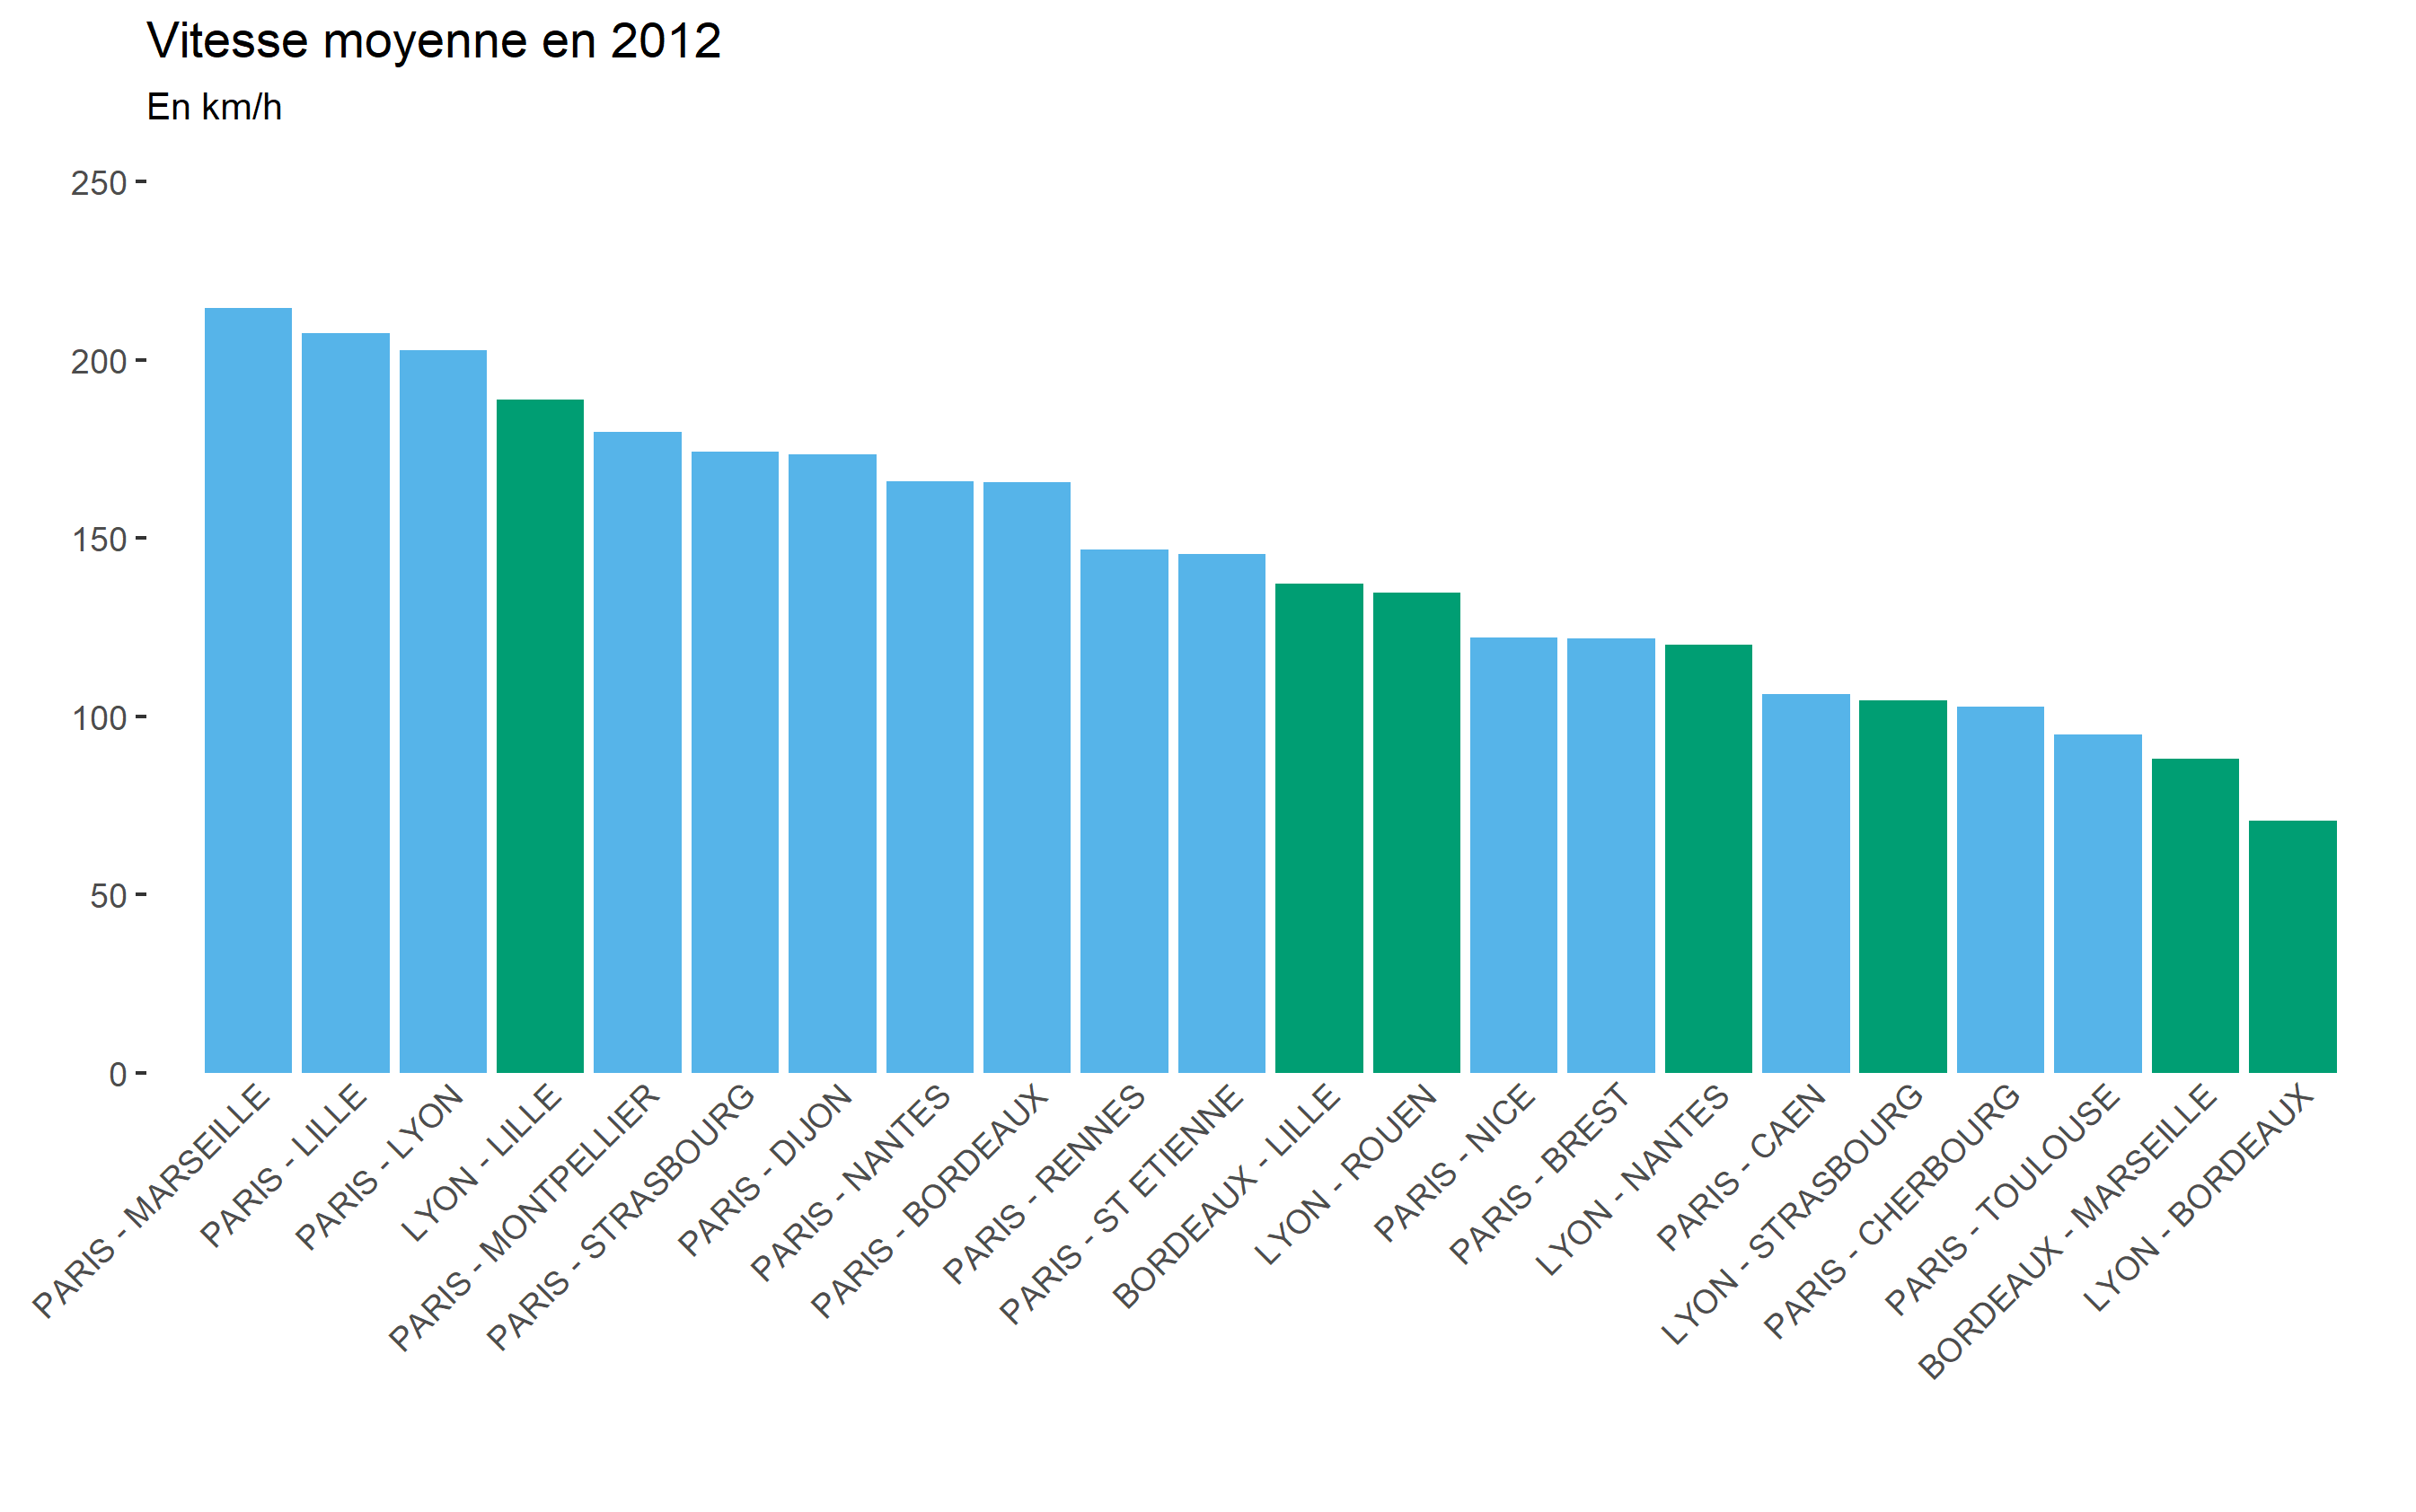 Vitesse moyenne en 2012
En km/h
250
200
150
100
50
0
PARIS - MARSEILLE
PARIS - LILLE
PARIS - LYON
LYON - LILLE
PARIS - MONTPELLIER
PARIS - STRASBOURG
PARIS - DIJON
PARIS - NANTES
PARIS - BORDEAUX
PARIS - RENNES
PARIS - ST ETIENNE
BORDEAUX - LILLE
LYON - ROUEN
PARIS - NICE
PARIS - BREST
LYON - NANTES
PARIS - CAEN
LYON - STRASBOURG
PARIS - CHERBOURG
PARIS - TOULOUSE
BORDEAUX - MARSEILLE
LYON - BORDEAUX